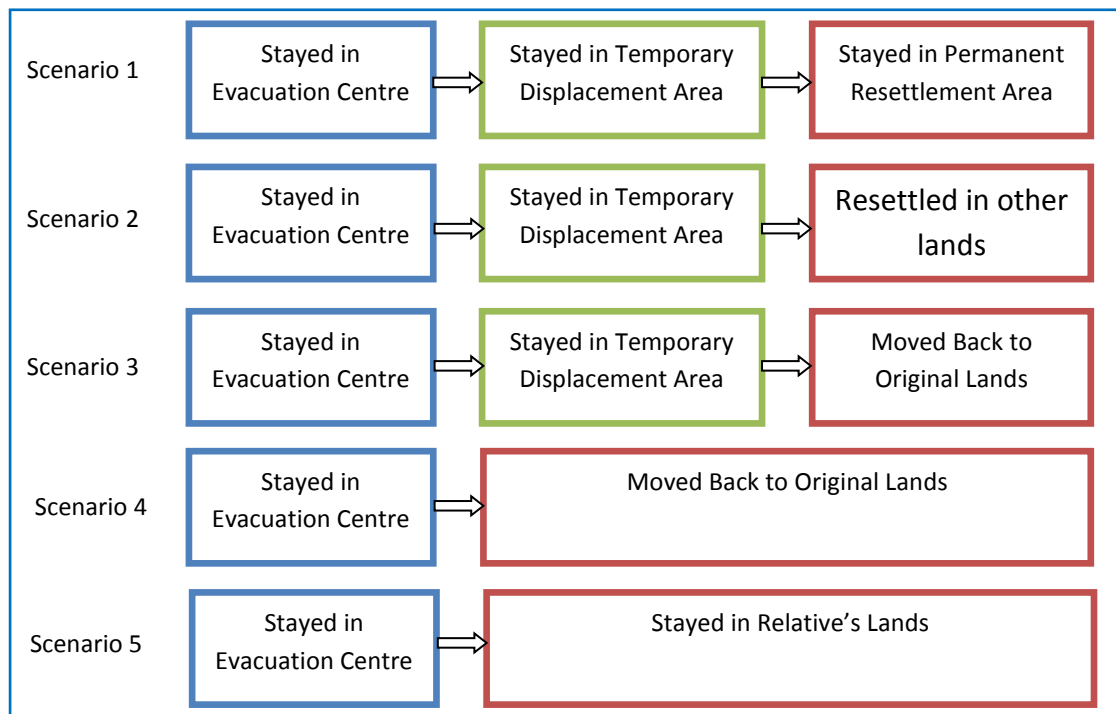 Scenario 1
Stayed in
Evacuation Centre
Stayed in Temporary
Displacement Area
Stayed in Permanent
Resettlement Area
Scenario 2
Stayed in
Evacuation Centre
Stayed in Temporary
Displacement Area
Resettled in other
lands
Scenario 3
Stayed in
Evacuation Centre
Stayed in Temporary
Displacement Area
Moved Back to
Original Lands
Scenario 4
Stayed in
Evacuation Centre
Moved Back to Original Lands
Scenario 5
Stayed in
Evacuation Centre
Stayed in Relative’s Lands